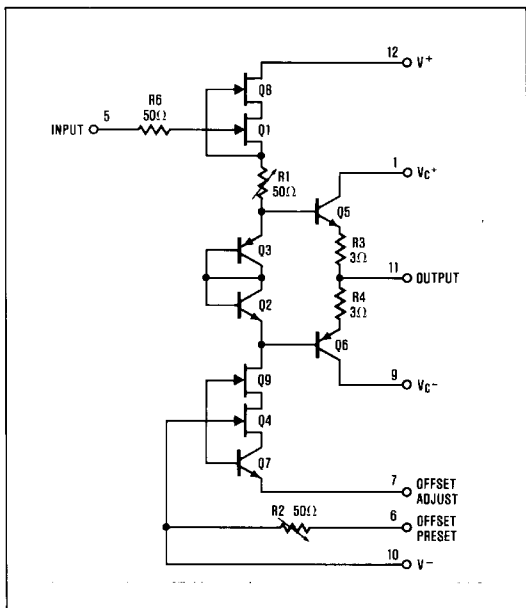 12
V+
Q8
R6
50Ω
5
INPUT
Q1
R1
50Ω
1
VC+
Q5
Q3
R3
3Ω
11
OUTPUT
R4
3Ω
Q2
Q6
9
VC-
Q9
Q4
Q7
7
OFFSET
ADJUST
R2 50Ω
6
OFFSET
PRESET
10
V-